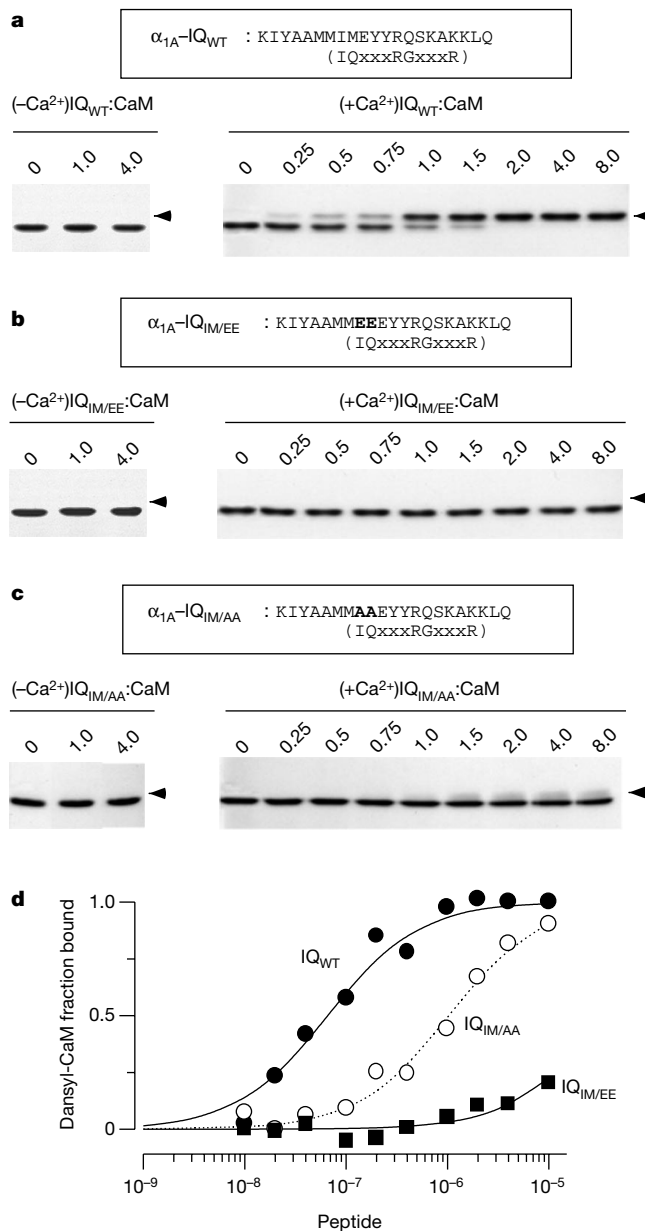 a
α1A–IQWT : KIYAAMMIMEYYRQSKAKKLQ
(IQxxxRGxxxR)
(–Ca2+)IQWT:CaM
(+Ca2+)IQWT:CaM
0 1.0 4.0
0 0.25 0.5 0.75 1.0 1.5 2.0 4.0 8.0
b
α1A–IQIM/EE : KIYAAMMEEEYYRQSKAKKLQ
(IQxxxRGxxxR)
(–Ca2+)IQIM/EE:CaM
(+Ca2+)IQIM/EE:CaM
0 1.0 4.0
0 0.25 0.5 0.75 1.0 1.5 2.0 4.0 8.0
c
α1A–IQIM/AA : KIYAAMMAAEYYRQSKAKKLQ
(IQxxxRGxxxR)
(–Ca2+)IQIM/AA:CaM
(+Ca2+)IQIM/AA:CaM
0 1.0 4.0
0 0.25 0.5 0.75 1.0 1.5 2.0 4.0 8.0
d
Dansyl-CaM fraction bound
1.0
0.5
0
IQWT
IQIM/AA
IQIM/EE
10–9 10–8 10–7 10–6 10–5
Peptide